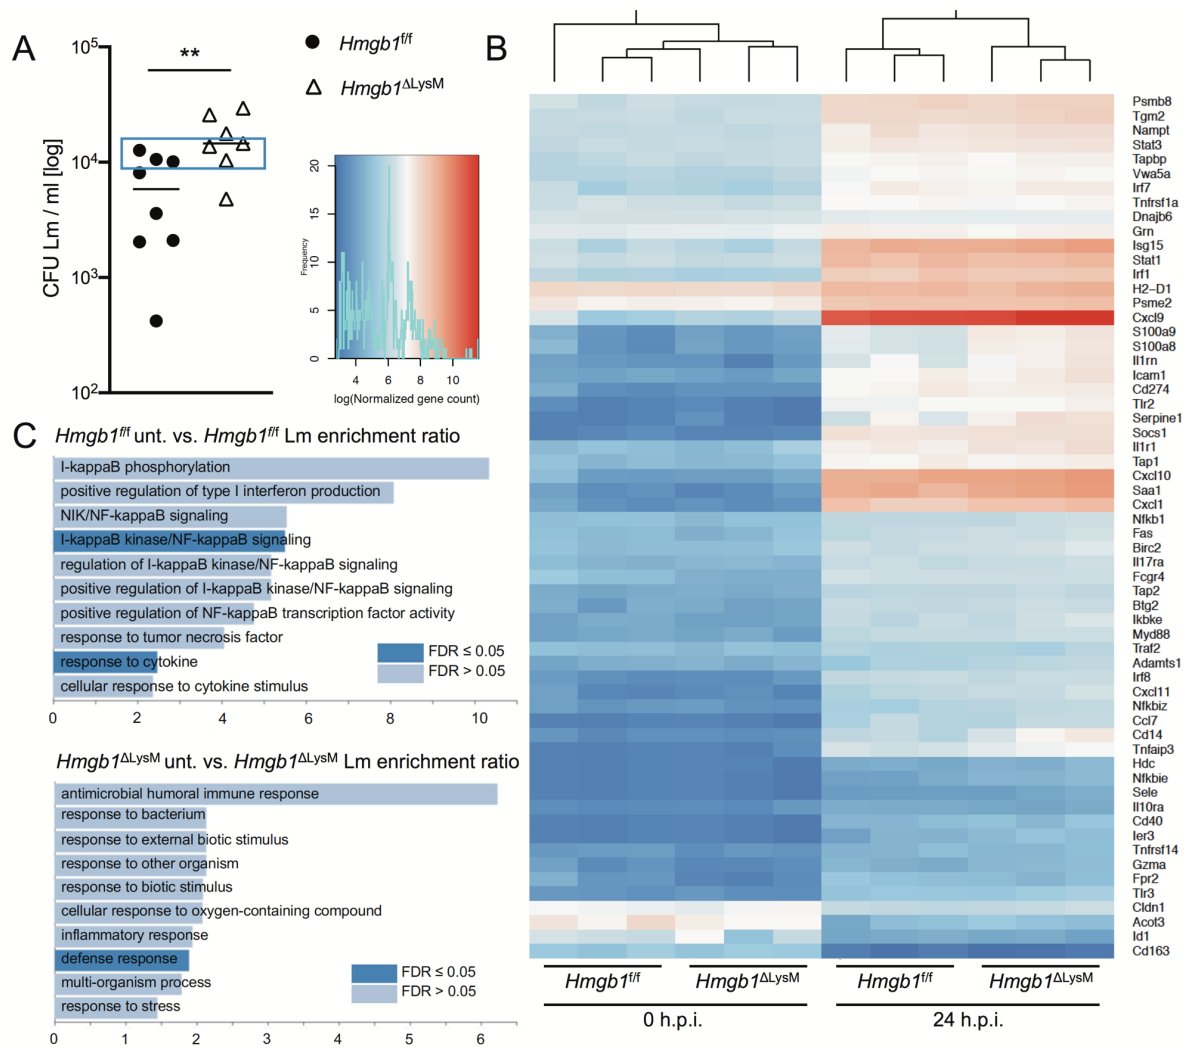 A
10⁵
10⁴
10³
10²
CFU Lm / ml [log]
**
Hmgb1f/f
Hmgb1ΔLysM
20
15
10
5
0
Frequency
4 6 8 10
log(Normalized gene count)
B
Psmb8
Tgm2
Nampt
Stat3
Tapbp
Vwa5a
Irf7
Tnfrsf1a
Dnajb6
Grn
Isg15
Stat1
Irf1
H2−D1
Psme2
Cxcl9
S100a9
S100a8
Il1rn
Icam1
Cd274
Tlr2
Serpine1
Socs1
Il1r1
Tap1
Cxcl10
Saa1
Cxcl1
Nfkb1
Fas
Birc2
Il17ra
Fcgr4
Tap2
Btg2
Ikbke
Myd88
Traf2
Adamts1
Irf8
Cxcl11
Nfkbiz
Ccl7
Cd14
Tnfaip3
Hdc
Nfkbie
Sele
Il10ra
Cd40
Ier3
Tnfrsf14
Gzma
Fpr2
Tlr3
Cldn1
Acot3
Id1
Cd163
Hmgb1f/f Hmgb1ΔLysM Hmgb1f/f Hmgb1ΔLysM
0 h.p.i. 24 h.p.i.
C
Hmgb1f/f unt. vs. Hmgb1f/f Lm enrichment ratio
I-kappaB phosphorylation
positive regulation of type I interferon production
NIK/NF-kappaB signaling
I-kappaB kinase/NF-kappaB signaling
regulation of I-kappaB kinase/NF-kappaB signaling
positive regulation of I-kappaB kinase/NF-kappaB signaling
positive regulation of NF-kappaB transcription factor activity
response to tumor necrosis factor
response to cytokine
cellular response to cytokine stimulus
FDR ≤ 0.05
FDR > 0.05
0 2 4 6 8 10
Hmgb1ΔLysM unt. vs. Hmgb1ΔLysM Lm enrichment ratio
antimicrobial humoral immune response
response to bacterium
response to external biotic stimulus
response to other organism
response to biotic stimulus
cellular response to oxygen-containing compound
inflammatory response
defense response
multi-organism process
response to stress
FDR ≤ 0.05
FDR > 0.05
0 1 2 3 4 5 6